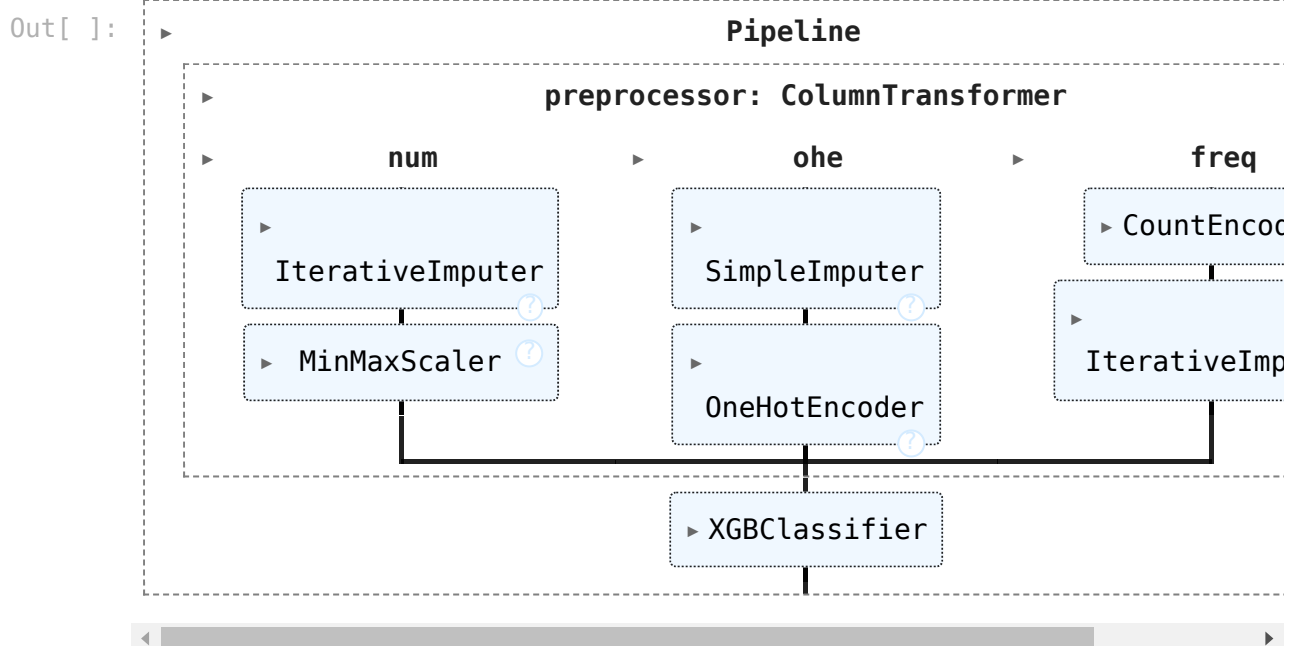 Out[ ]:
Pipeline
preprocessor: ColumnTransformer
num ohe freq
IterativeImputer
?
MinMaxScaler ?
SimpleImputer
?
OneHotEncoder
?
CountEncod
IterativeImp
XGBClassifier